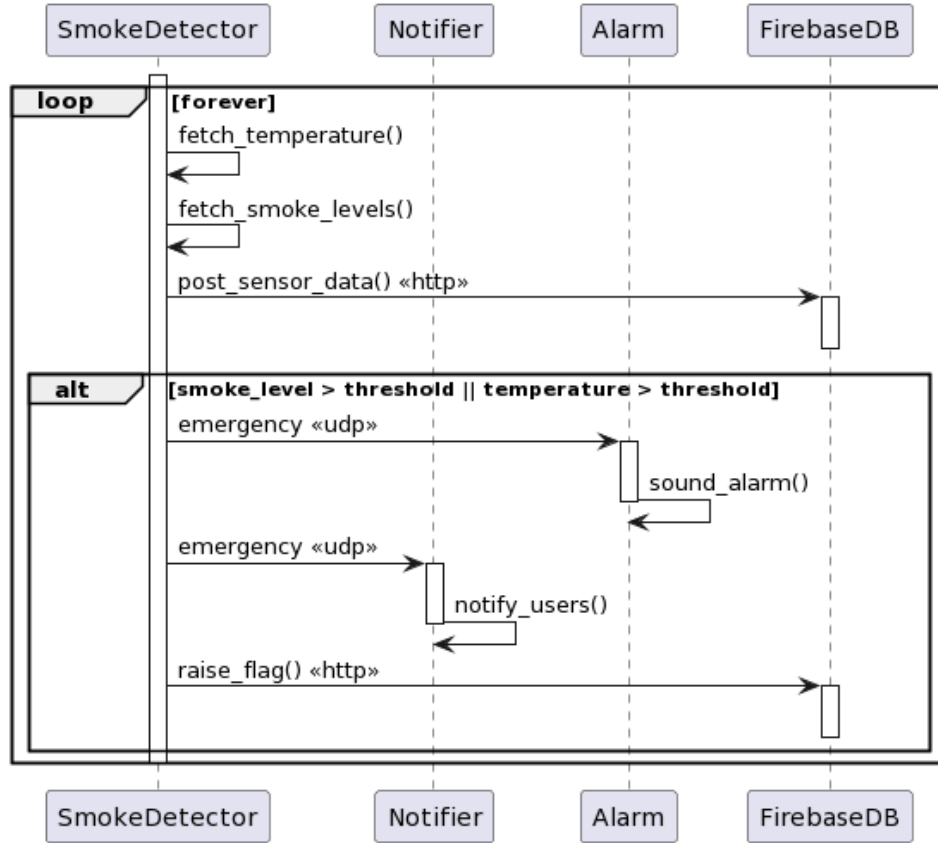 SmokeDetector Notifier Alarm FirebaseDB
loop [forever]
fetch_temperature()
fetch_smoke_levels()
post_sensor_data() «http»
alt [smoke_level > threshold || temperature > threshold]
emergency «udp»
sound_alarm()
emergency «udp»
notify_users()
raise_flag() «http»
SmokeDetector Notifier Alarm FirebaseDB